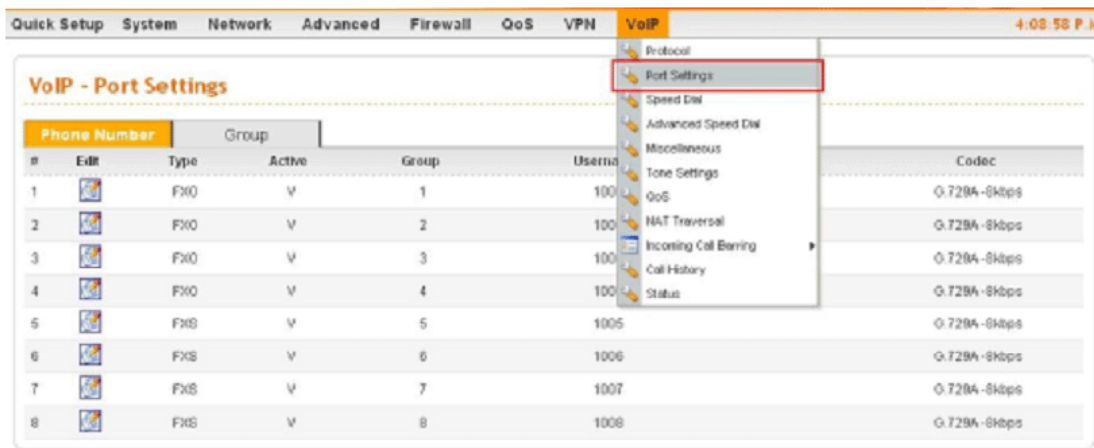 Quick Setup System Network Advanced Firewall QoS VPN VoIP 4:08:58 P.M
Protocol
VoIP - Port Settings
Port Settings
Speed Dial
Advanced Speed Dial
Phone Number Group
Miscellaneous
# Edit Type Active Group Userna Codec
Tone Settings
1 FXO V 1 100 G.729A-8kbps
QoS
2 FXO V 2 100 G.729A-8kbps
NAT Traversal
Incoming Call Barring
3 FXO V 3 100 G.729A-8kbps
Call History
4 FXO V 4 100 G.729A-8kbps
Status
5 FXS V 5 1005 G.729A-8kbps
6 FXS V 6 1006 G.729A-8kbps
7 FXS V 7 1007 G.729A-8kbps
8 FXS V 8 1008 G.729A-8kbps